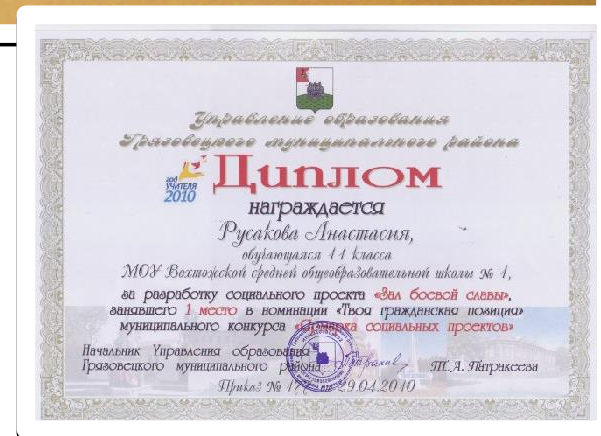 Управление образования
Грязовецкого муниципального района
год
УЧИТЕЛЯ
2010
Диплом
награждается
Русакова Анастасия,
обучающаяся 11 класса
МОУ Вохтожской средней общеобразовательной школы № 1,
за разработку социального проекта «Зал боевой славы»,
занявшего 1 место в номинации «Твоя гражданская позиция»
муниципального конкурса «Ярмарка социальных проектов»
Начальник Управления образования
Грязовецкого муниципального района Т.А. Патракеева
Приказ № 29.04.2010